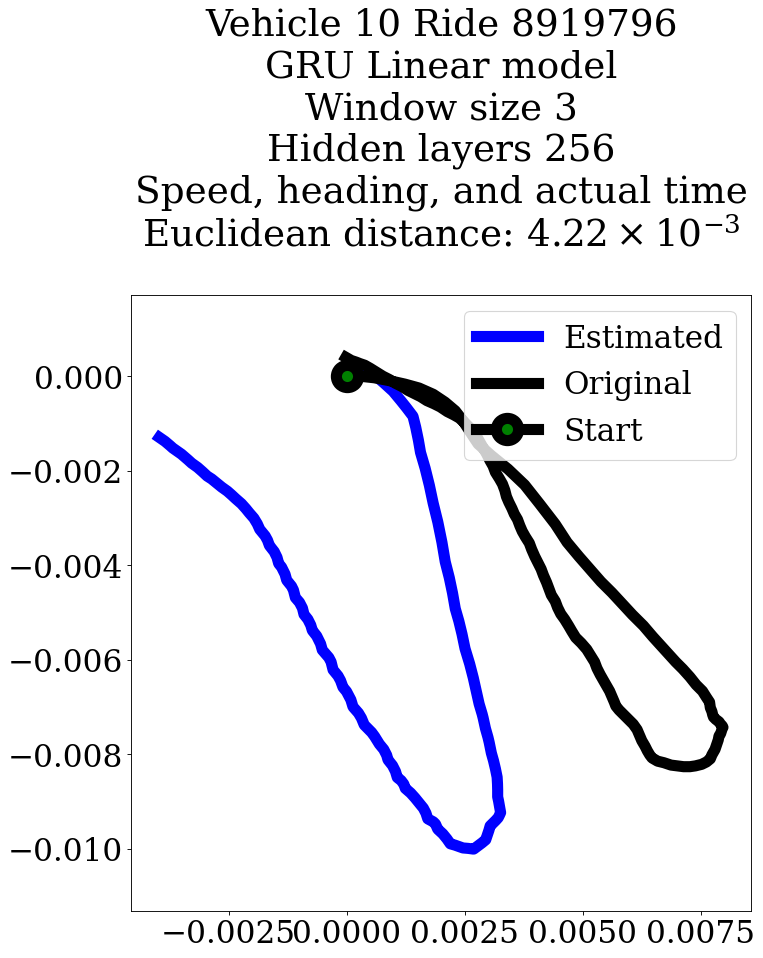 Vehicle 10 Ride 8919796
GRU Linear model
Window size 3
Hidden layers 256
Speed, heading, and actual time
Euclidean distance: 4.22 × 10⁻³
Estimated
Original
Start
0.000
−0.002
−0.004
−0.006
−0.008
−0.010
−0.0025 0.0000 0.0025 0.0050 0.0075